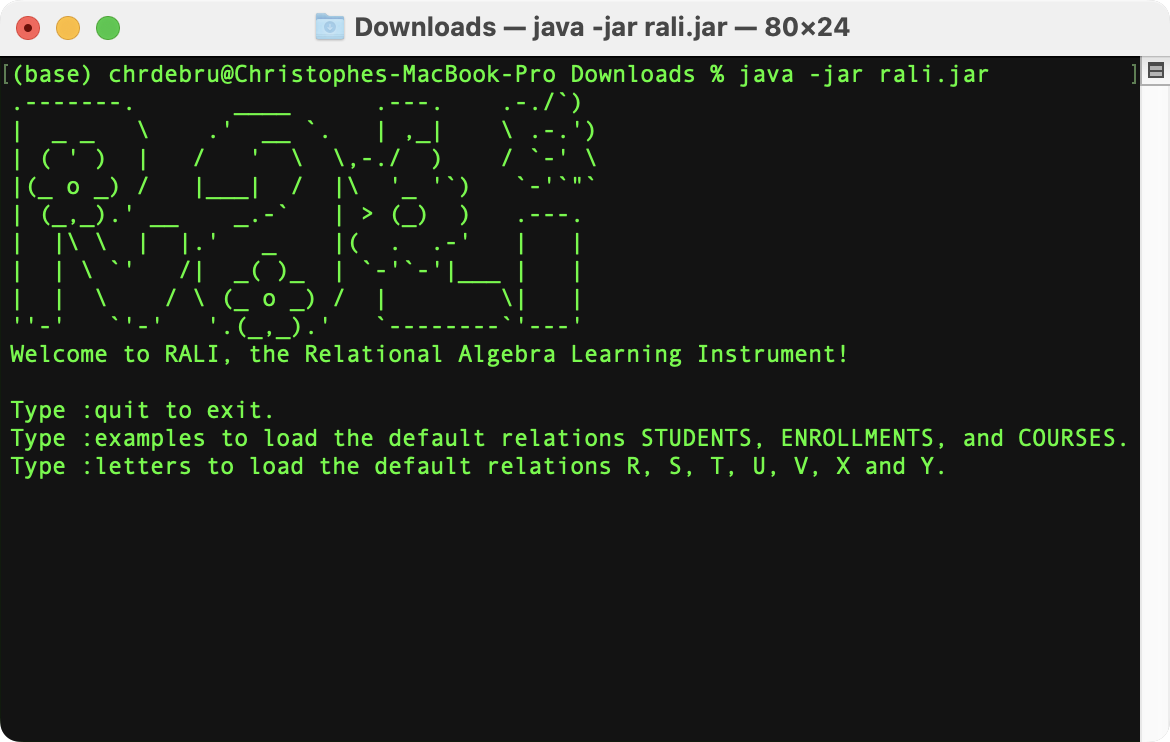 Downloads — java -jar rali.jar — 80×24
[(base) chrdebru@Christophes-MacBook-Pro Downloads % java -jar rali.jar ]
RaLi
Welcome to RALI, the Relational Algebra Learning Instrument!
Type :quit to exit.
Type :examples to load the default relations STUDENTS, ENROLLMENTS, and COURSES.
Type :letters to load the default relations R, S, T, U, V, X and Y.